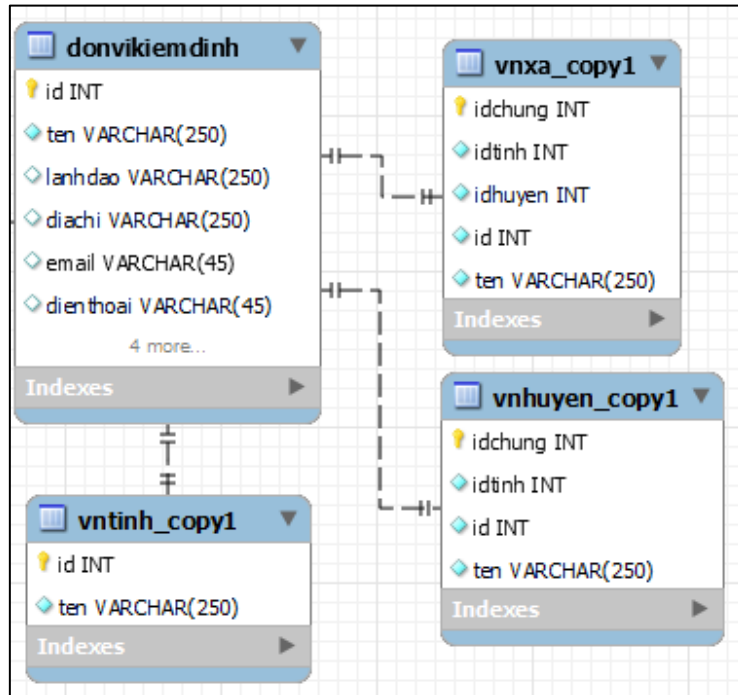 donvikiemdinh
id INT
ten VARCHAR(250)
lanhdao VARCHAR(250)
diachi VARCHAR(250)
email VARCHAR(45)
dienthoai VARCHAR(45)
4 more...
Indexes
vnxa_copy1
idchung INT
idtinh INT
idhuyen INT
id INT
ten VARCHAR(250)
Indexes
vnhuyen_copy1
idchung INT
idtinh INT
id INT
ten VARCHAR(250)
Indexes
vntinh_copy1
id INT
ten VARCHAR(250)
Indexes